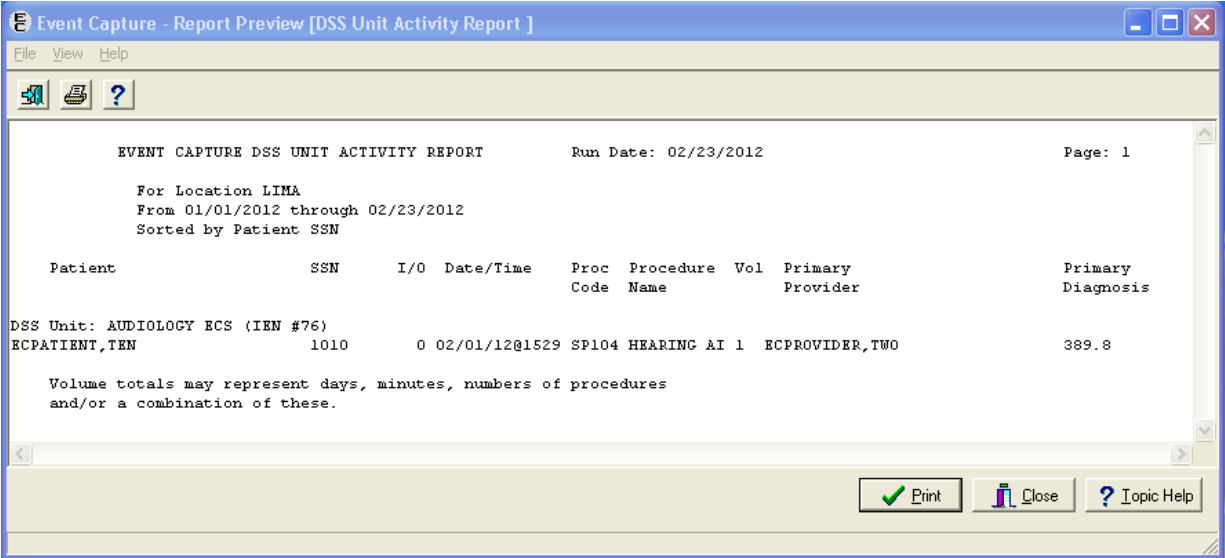 Event Capture - Report Preview [DSS Unit Activity Report ]
File View Help
EVENT CAPTURE DSS UNIT ACTIVITY REPORT Run Date: 02/23/2012 Page: 1
For Location LIMA
From 01/01/2012 through 02/23/2012
Sorted by Patient SSN
Patient SSN I/O Date/Time Proc Procedure Vol Primary Primary
Code Name Provider Diagnosis
DSS Unit: AUDIOLOGY ECS (IEN #76)
ECPATIENT,TEN 1010 O 02/01/12@1529 SP104 HEARING AI 1 ECPROVIDER,TWO 389.8
Volume totals may represent days, minutes, numbers of procedures
and/or a combination of these.
Print Close Topic Help